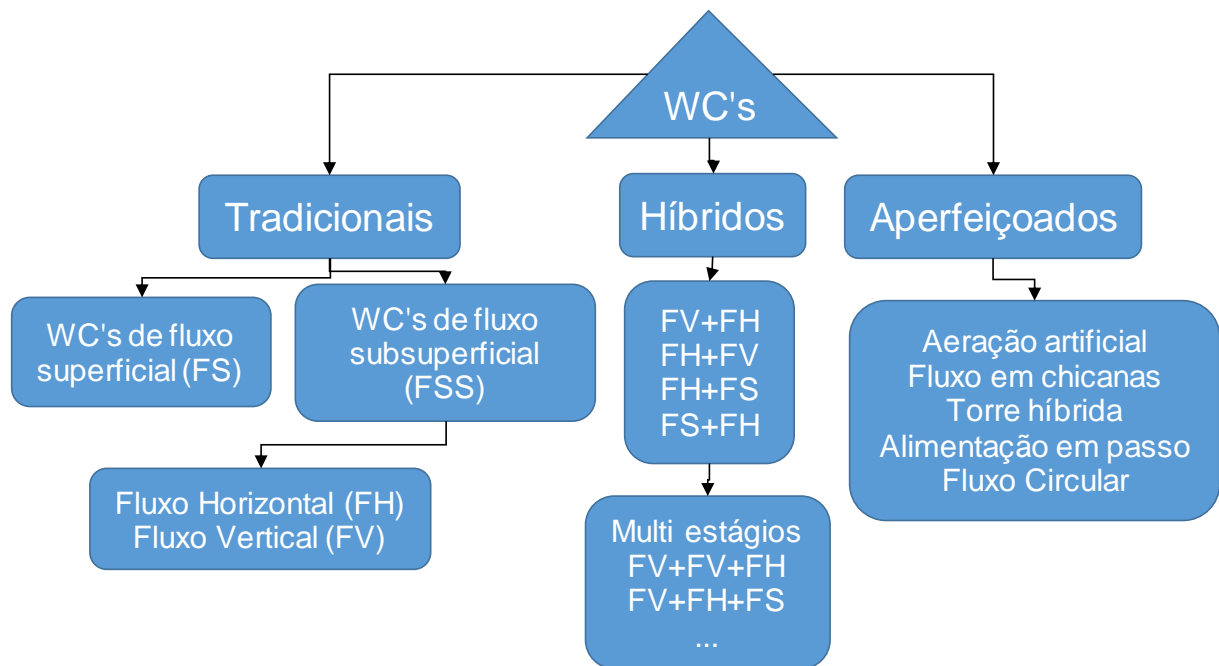 WC's
Tradicionais
Híbridos
Aperfeiçoados
WC's de fluxo
superficial (FS)
WC's de fluxo
subsuperficial
(FSS)
Fluxo Horizontal (FH)
Fluxo Vertical (FV)
FV+FH
FH+FV
FH+FS
FS+FH
Multi estágios
FV+FV+FH
FV+FH+FS
...
Aeração artificial
Fluxo em chicanas
Torre híbrida
Alimentação em passo
Fluxo Circular